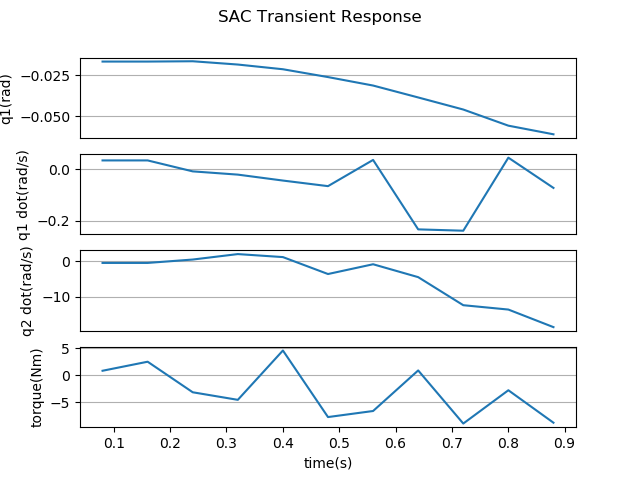 SAC Transient Response
q1(rad)
−0.025
−0.050
q1 dot(rad/s)
0.0
−0.2
q2 dot(rad/s)
0
−10
torque(Nm)
5
0
−5
0.1 0.2 0.3 0.4 0.5 0.6 0.7 0.8 0.9
time(s)